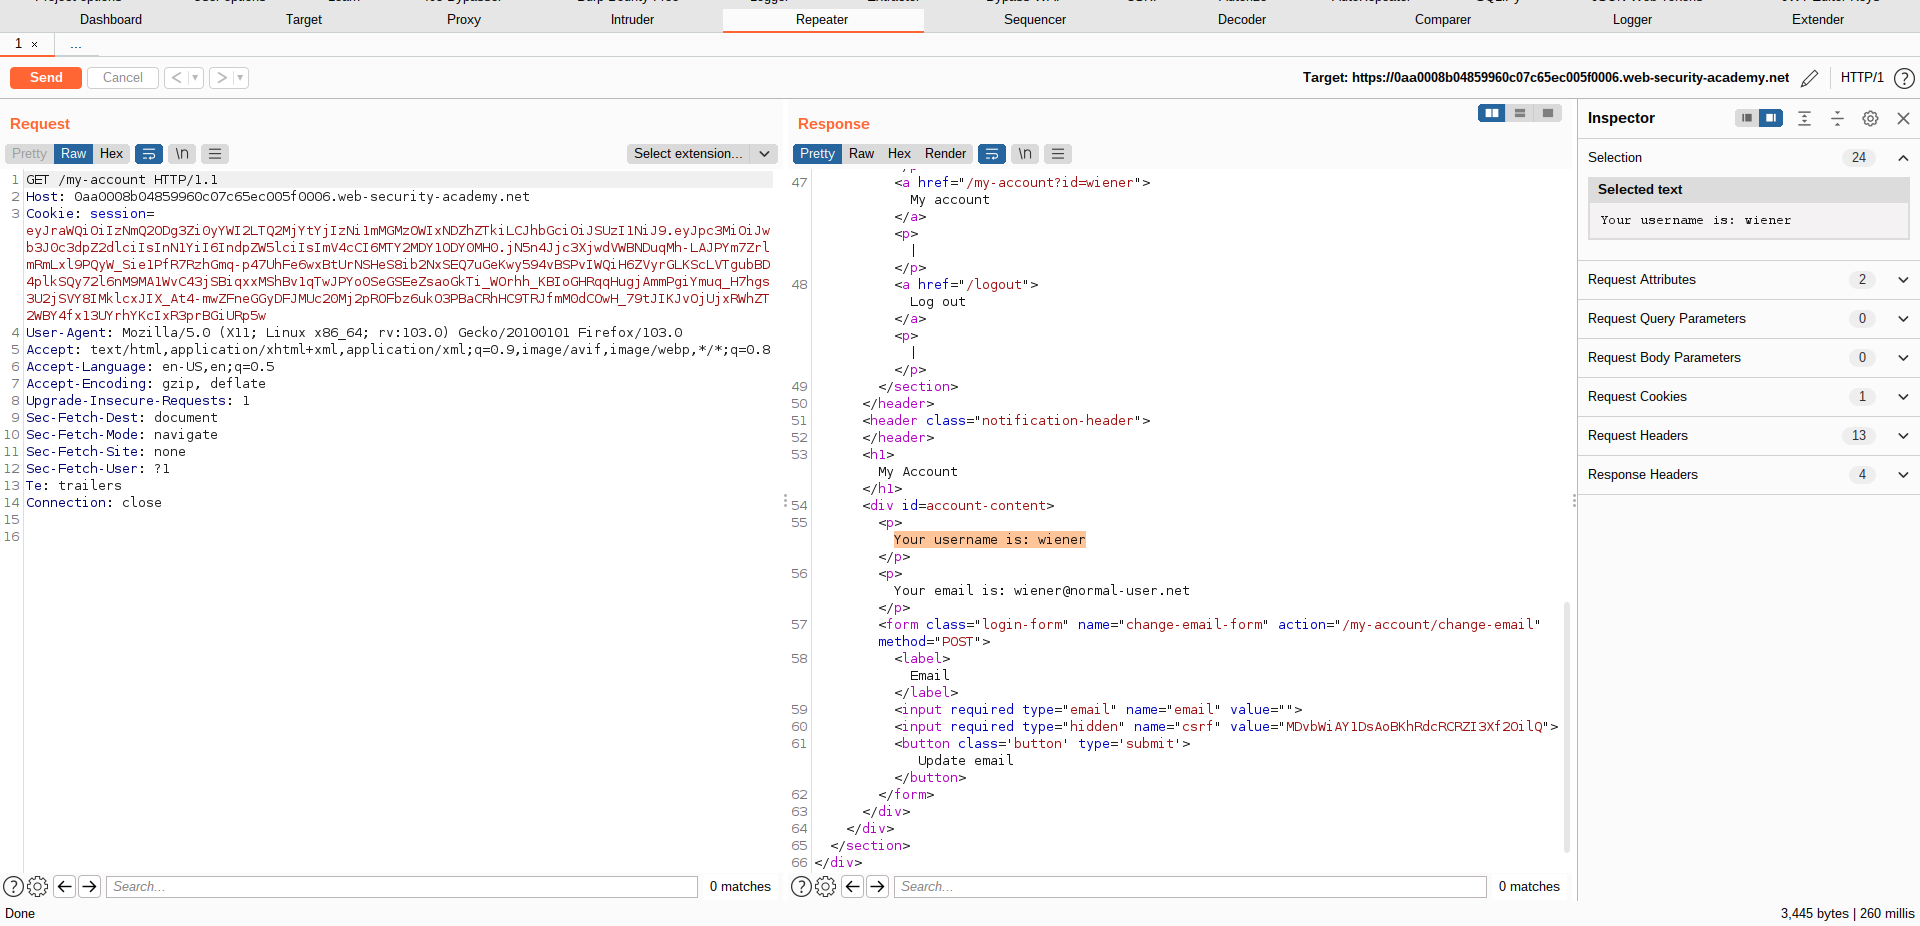 Dashboard Target Proxy Intruder Repeater Sequencer Decoder Comparer Logger Extender
1 × ...
Send Cancel < > Target: https://0aa0008b04859960c07c65ec005f0006.web-security-academy.net HTTP/1 ?
Request
Pretty Raw Hex \n Select extension...
1 GET /my-account HTTP/1.1
2 Host: 0aa0008b04859960c07c65ec005f0006.web-security-academy.net
3 Cookie: session=
4 User-Agent: Mozilla/5.0 (X11; Linux x86_64; rv:103.0) Gecko/20100101 Firefox/103.0
5 Accept: text/html,application/xhtml+xml,application/xml;q=0.9,image/avif,image/webp,*/*;q=0.8
6 Accept-Language: en-US,en;q=0.5
7 Accept-Encoding: gzip, deflate
8 Upgrade-Insecure-Requests: 1
9 Sec-Fetch-Dest: document
10 Sec-Fetch-Mode: navigate
11 Sec-Fetch-Site: none
12 Sec-Fetch-User: ?1
13 Te: trailers
14 Connection: close
15
16
? Search... 0 matches
Response
Pretty Raw Hex Render \n
47 <a href="/my-account?id=wiener">
My account
</a>
<p>
|
</p>
48 <a href="/logout">
Log out
</a>
<p>
|
</p>
49 </section>
50 </header>
51 <header class="notification-header">
52 </header>
53 <h1>
My Account
</h1>
54 <div id=account-content>
55 <p>
Your username is: wiener
</p>
56 <p>
Your email is: wiener@normal-user.net
</p>
57 <form class="login-form" name="change-email-form" action="/my-account/change-email"
method="POST">
58 <label>
Email
</label>
59 <input required type="email" name="email" value="">
60 <input required type="hidden" name="csrf" value="MDvbWiAY1DsAoBKhRdcRCRZI3Xf2OilQ">
61 <button class='button' type='submit'>
Update email
</button>
62 </form>
63 </div>
64 </div>
65 </section>
66 </div>
? Search... 0 matches
Inspector
Selection 24
Selected text
Your username is: wiener
Request Attributes 2
Request Query Parameters 0
Request Body Parameters 0
Request Cookies 1
Request Headers 13
Response Headers 4
Done 3,445 bytes | 260 millis